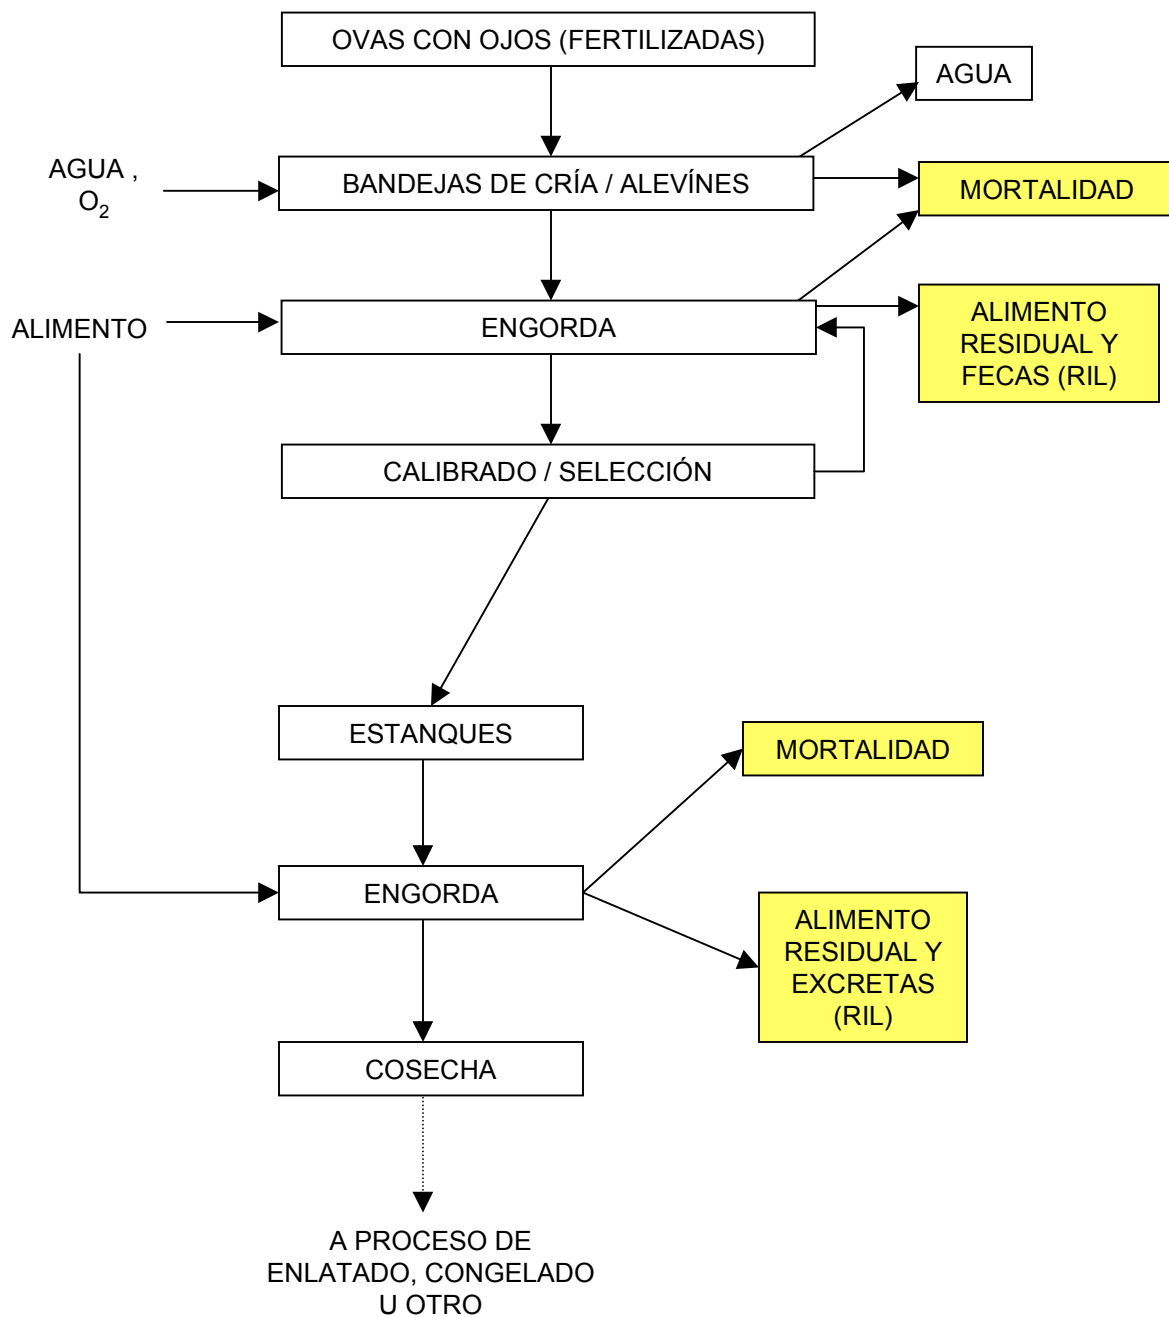 OVAS CON OJOS (FERTILIZADAS)
AGUA
AGUA ,
O2
BANDEJAS DE CRÍA / ALEVÍNES
MORTALIDAD
ALIMENTO
ENGORDA
ALIMENTO
RESIDUAL Y
FECAS (RIL)
CALIBRADO / SELECCIÓN
ESTANQUES
MORTALIDAD
ENGORDA
ALIMENTO
RESIDUAL Y
EXCRETAS
(RIL)
COSECHA
A PROCESO DE
ENLATADO, CONGELADO
U OTRO